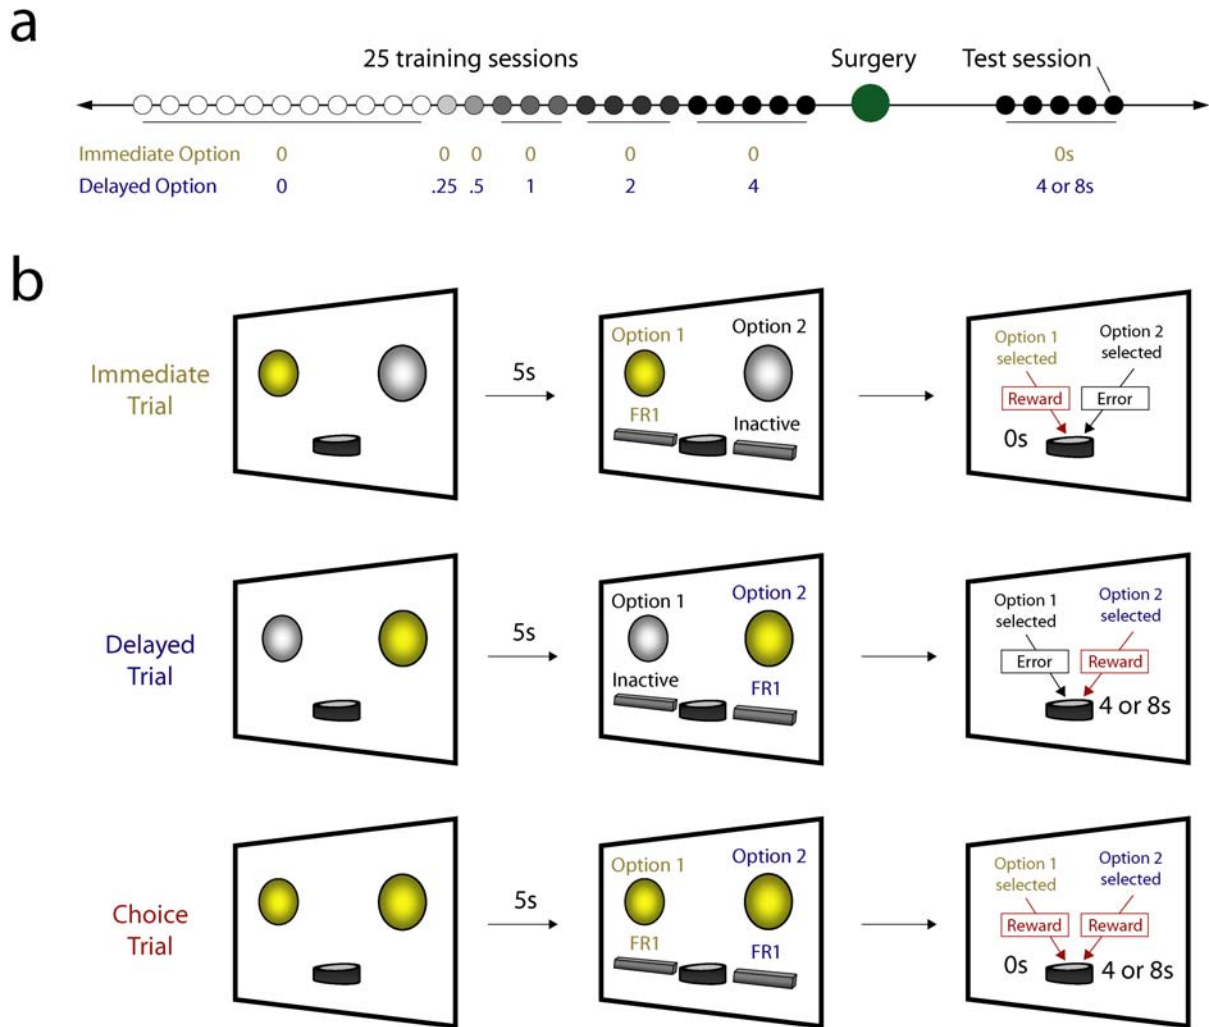 a
25 training sessions Surgery Test session
Immediate Option 0 0 0 0 0 0 0s
Delayed Option 0 .25 .5 1 2 4 4 or 8s
b
Immediate
Trial
5s
Option 1
Option 2
FR1
Inactive
Option 1
selected
Option 2
selected
Reward
Error
0s
Delayed
Trial
5s
Option 1
Option 2
Inactive
FR1
Option 1
selected
Option 2
selected
Error
Reward
4 or 8s
Choice
Trial
5s
Option 1
Option 2
FR1
FR1
Option 1
selected
Option 2
selected
Reward
Reward
0s
4 or 8s